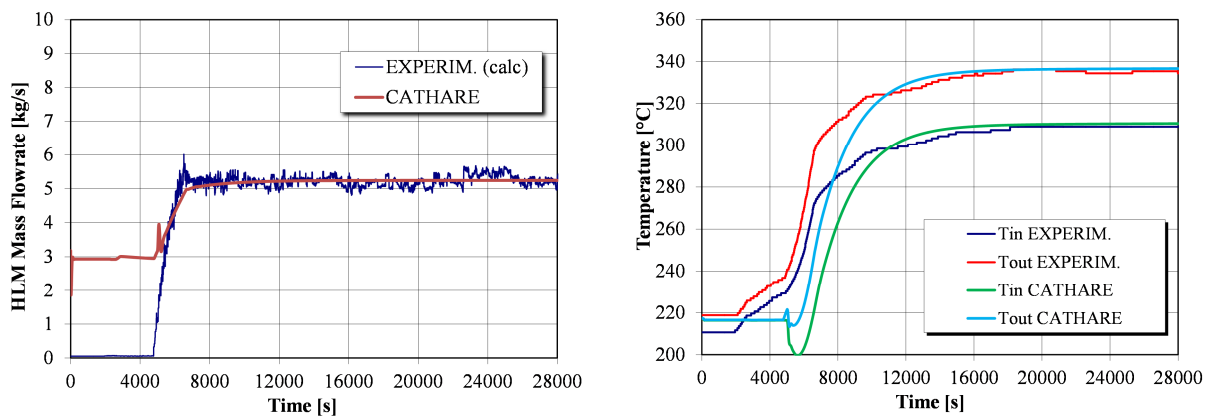 HLM Mass Flowrate [kg/s]
10
9
8
7
6
5
4
3
2
1
0
EXPERIM. (calc)
CATHARE
0 4000 8000 12000 16000 20000 24000 28000
Time [s]
Temperature [°C]
360
340
320
300
280
260
240
220
200
Tin EXPERIM.
Tout EXPERIM.
Tin CATHARE
Tout CATHARE
0 4000 8000 12000 16000 20000 24000 28000
Time [s]